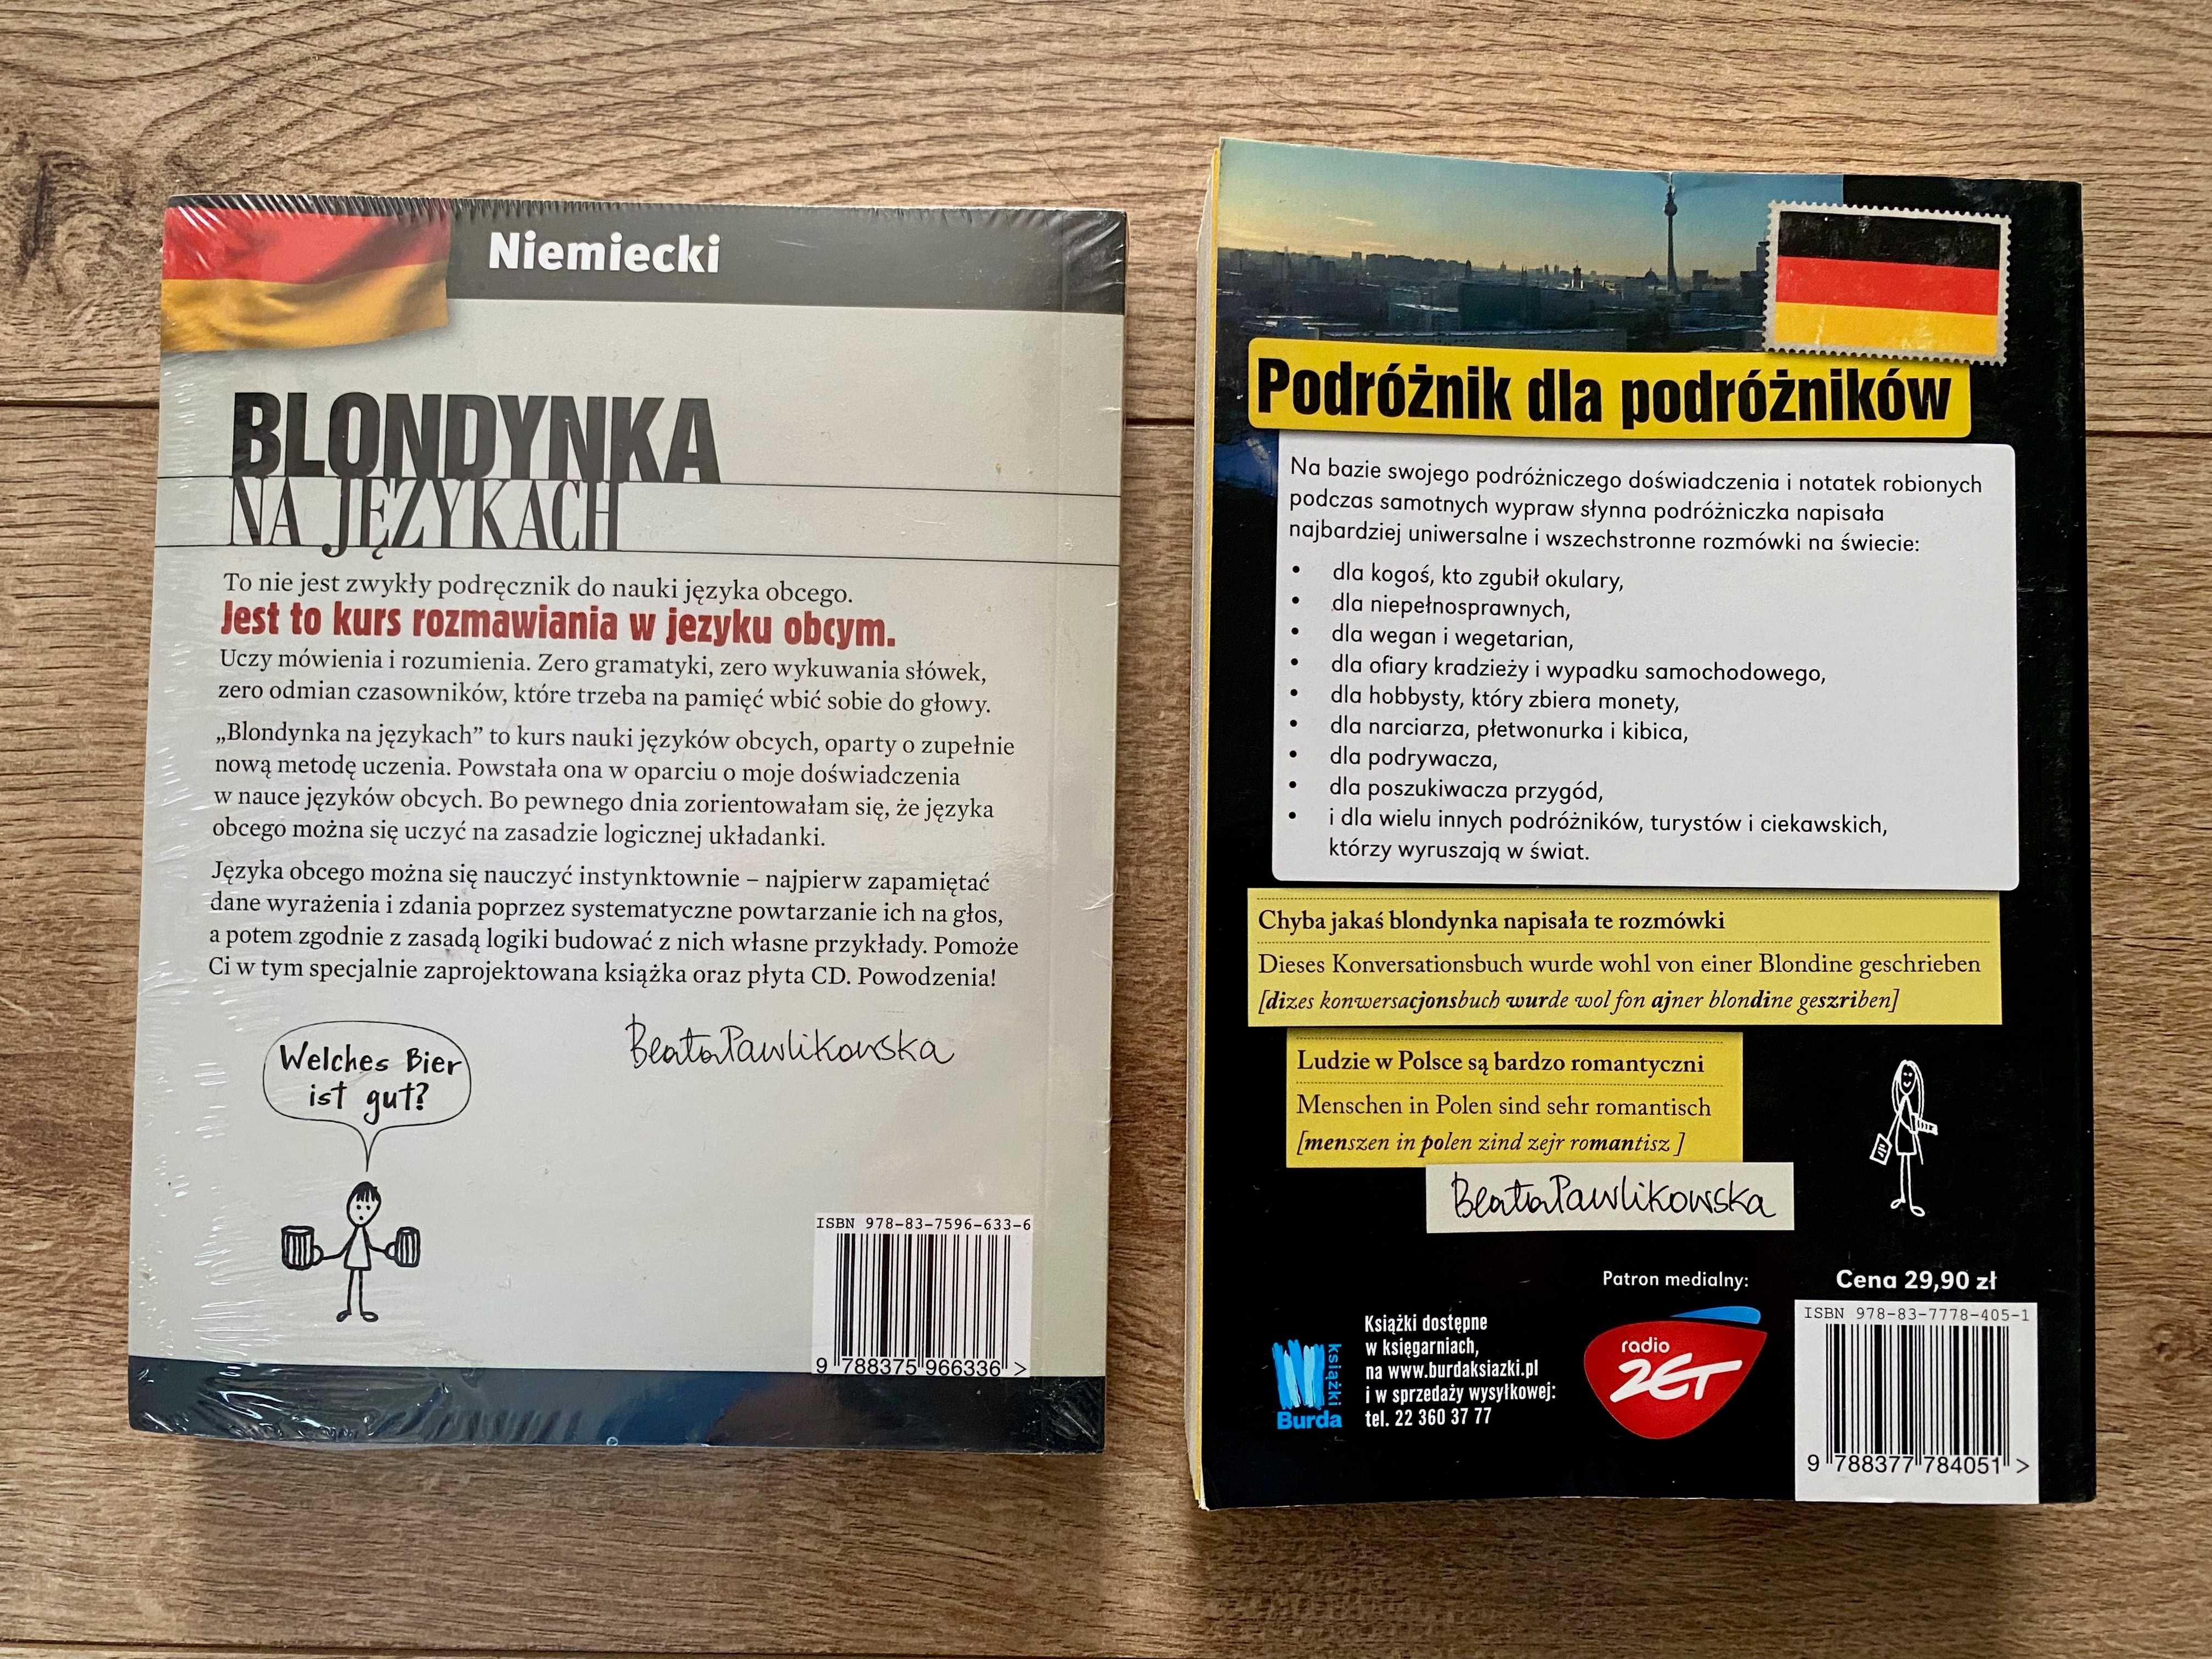 Niemiecki
BLONDYNKA
NA JĘZYKACH
To nie jest zwykły podręcznik do nauki języka obcego.
Jest to kurs rozmawiania w jezyku obcym.
Uczy mówienia i rozumienia. Zero gramatyki, zero wykuwania słówek,
zero odmian czasowników, które trzeba na pamięć wbić sobie do głowy.
„Blondynka na językach” to kurs nauki języków obcych, oparty o zupełnie
nową metodę uczenia. Powstała ona w oparciu o moje doświadczenia
w nauce języków obcych. Bo pewnego dnia zorientowałam się, że języka
obcego można się uczyć na zasadzie logicznej układanki.
Języka obcego można się nauczyć instynktownie – najpierw zapamiętać
dane wyrażenia i zdania poprzez systematyczne powtarzanie ich na głos,
a potem zgodnie z zasadą logiki budować z nich własne przykłady. Pomoże
Ci w tym specjalnie zaprojektowana książka oraz płyta CD. Powodzenia!
Beata Pawlikowska
Welches Bier
ist gut?
ISBN 978-83-7596-633-6
9 788375 966336 >
Podróżnik dla podróżników
Na bazie swojego podróżniczego doświadczenia i notatek robionych
podczas samotnych wypraw słynna podróżniczka napisała
najbardziej uniwersalne i wszechstronne rozmówki na świecie:
• dla kogoś, kto zgubił okulary,
• dla niepełnosprawnych,
• dla wegan i wegetarian,
• dla ofiary kradzieży i wypadku samochodowego,
• dla hobbysty, który zbiera monety,
• dla narciarza, płetwonurka i kibica,
• dla podrywacza,
• dla poszukiwacza przygód,
• i dla wielu innych podróżników, turystów i ciekawskich,
którzy wyruszają w świat.
Chyba jakaś blondynka napisała te rozmówki
Dieses Konversationsbuch wurde wohl von einer Blondine geschrieben
[dizes konwersacjonsbuch wurde wol fon ajner blondine geszriben]
Ludzie w Polsce są bardzo romantyczni
Menschen in Polen sind sehr romantisch
[menszen in polen zind zejr romantisz ]
Beata Pawlikowska
Patron medialny:
radio
ZET
Książki dostępne
w księgarniach,
na www.burdaksiazki.pl
i w sprzedaży wysyłkowej:
tel. 22 360 37 77
książki
Burda
Cena 29,90 zł
ISBN 978-83-7778-405-1
9 788377 784051 >